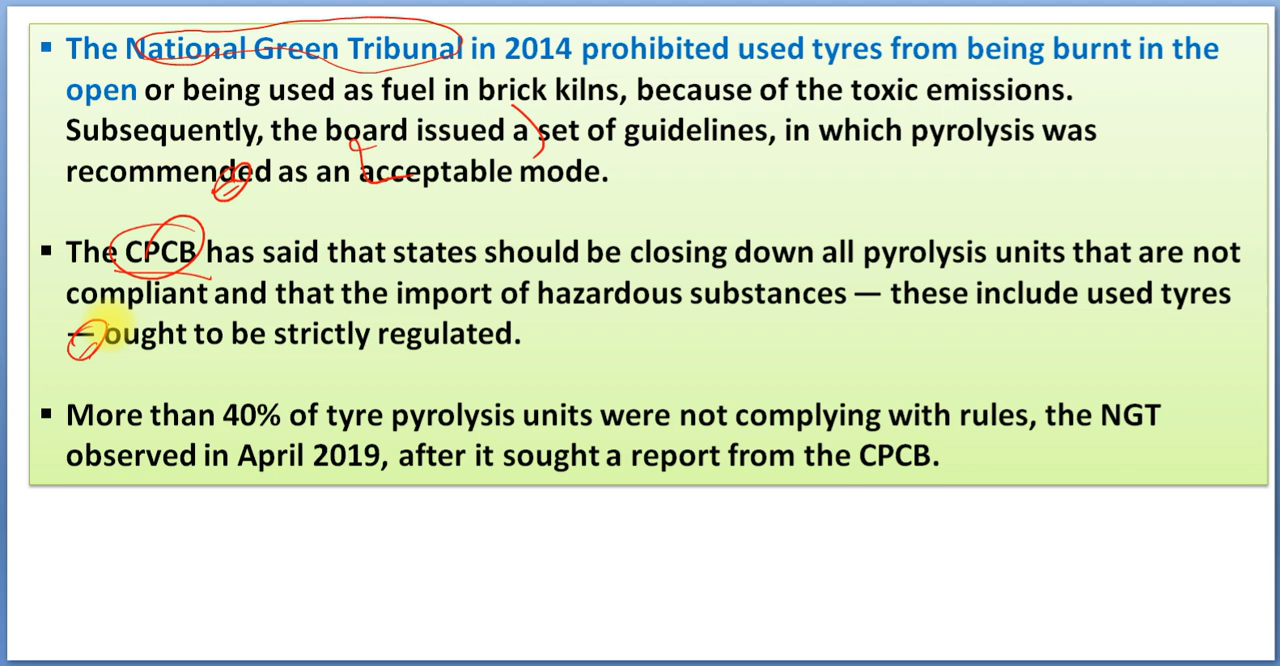 ▪ The National Green Tribunal in 2014 prohibited used tyres from being burnt in the
open or being used as fuel in brick kilns, because of the toxic emissions.
Subsequently, the board issued a set of guidelines, in which pyrolysis was
recommended as an acceptable mode.
▪ The CPCB has said that states should be closing down all pyrolysis units that are not
compliant and that the import of hazardous substances — these include used tyres
— ought to be strictly regulated.
▪ More than 40% of tyre pyrolysis units were not complying with rules, the NGT
observed in April 2019, after it sought a report from the CPCB.